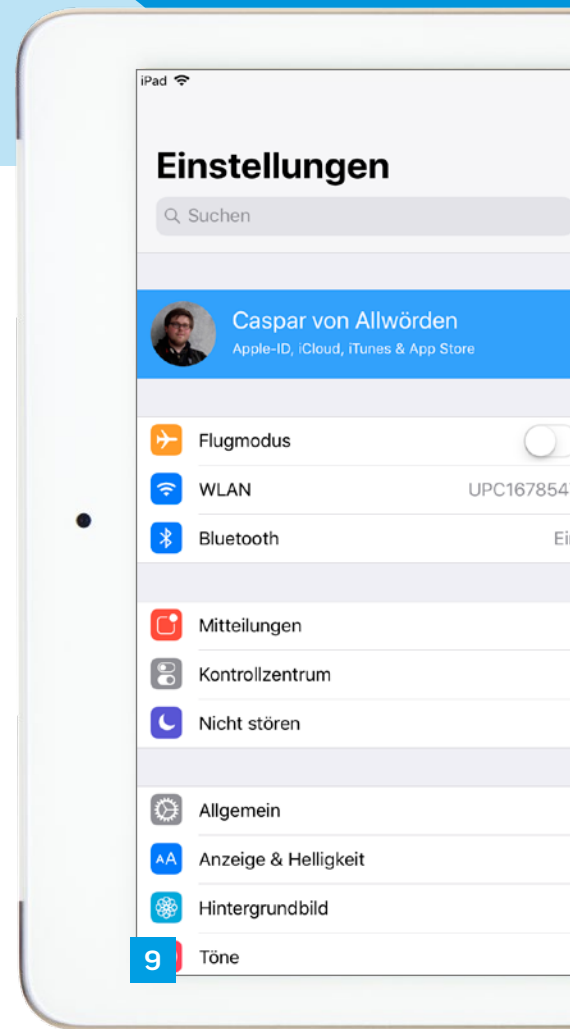 iPad
Einstellungen
Suchen
Caspar von Allwörden
Apple-ID, iCloud, iTunes & App Store
Flugmodus
WLAN UPC167854
Bluetooth
Mitteilungen
Kontrollzentrum
Nicht stören
Allgemein
AA Anzeige & Helligkeit
Hintergrundbild
9 Töne